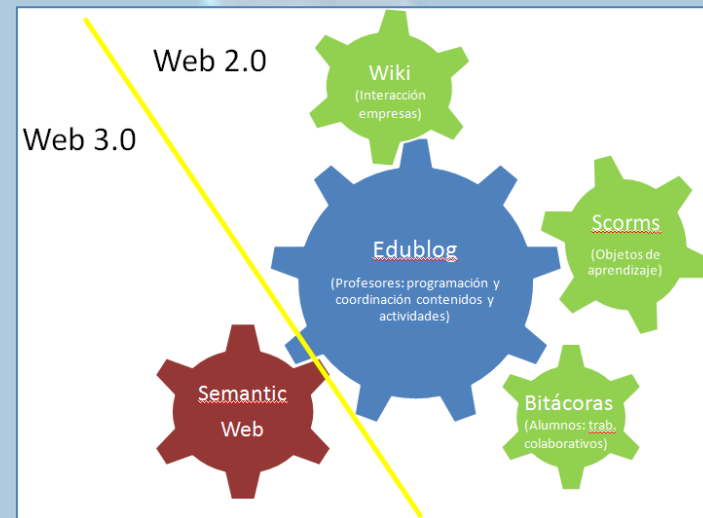 Web 2.0
Web 3.0
Wiki
(Interacción
empresas)
Edublog
(Profesores: programación y
coordinación contenidos y
actividades)
Scorms
(Objetos de
aprendizaje)
Semantic
Web
Bitácoras
(Alumnos: trab.
colaborativos)